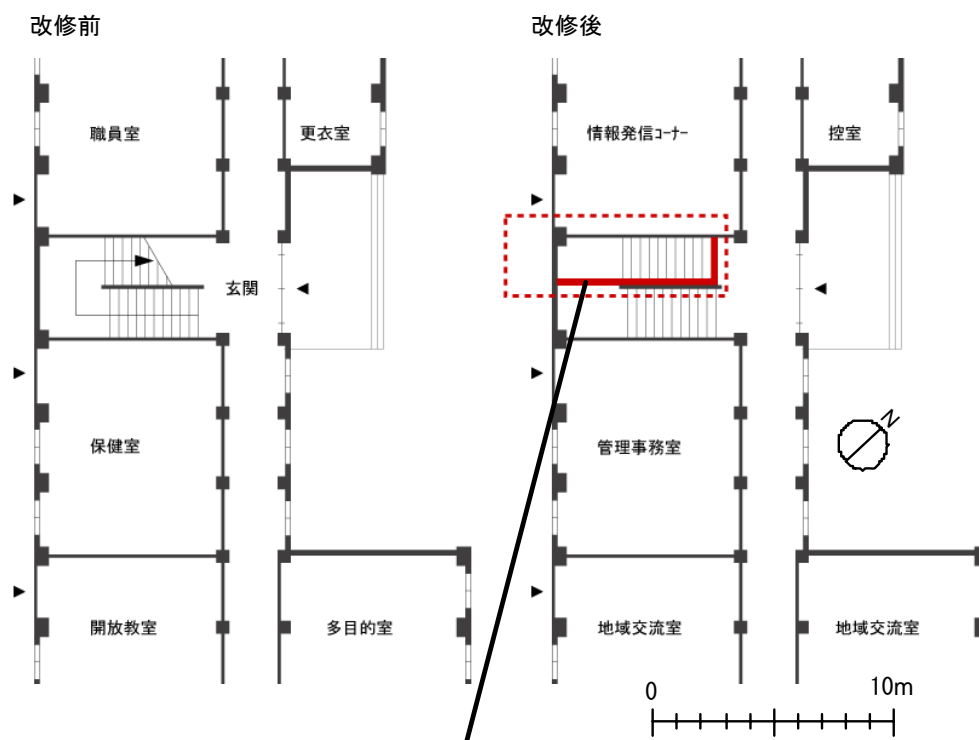 改修前
改修後
職員室
更衣室
情報発信コーナー
控室
玄関
保健室
管理事務室
N
開放教室
多目的室
地域交流室
地域交流室
0
10m